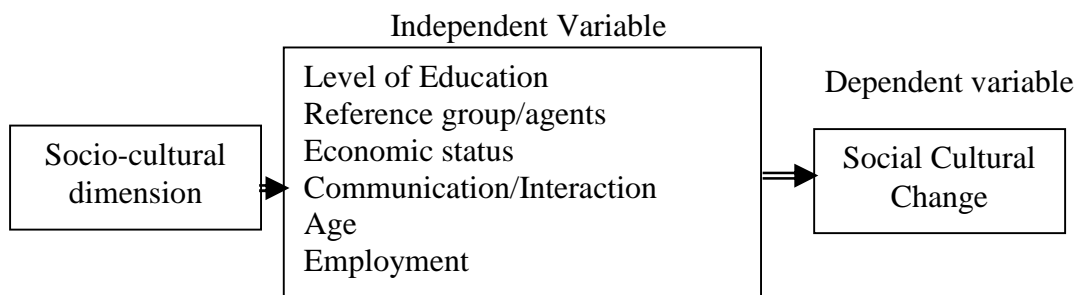 Independent Variable
Level of Education
Reference group/agents
Economic status
Communication/Interaction
Age
Employment
Socio-cultural
dimension
Dependent variable
Social Cultural
Change